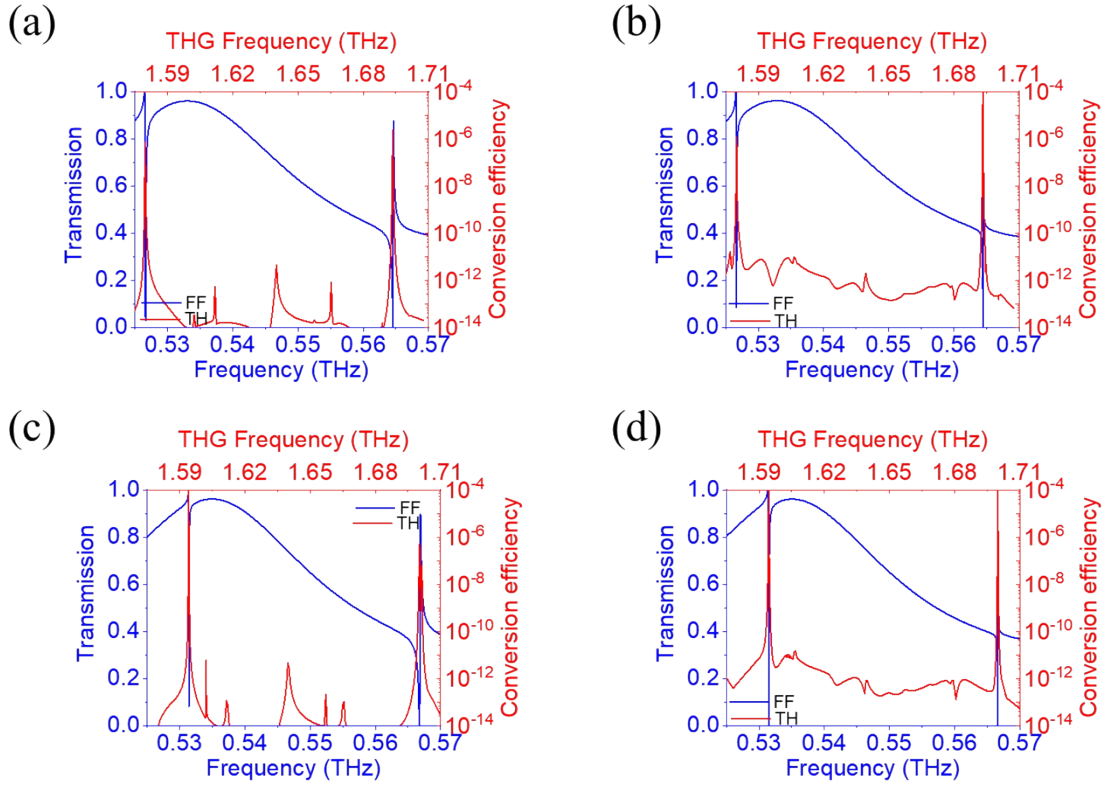 (a)
THG Frequency (THz)
1.59 1.62 1.65 1.69 1.71
1.0
0.8
0.6
0.4
0.2
0.0
Transmission
10^-4
10^-6
10^-8
10^-10
10^-12
10^-14
Conversion efficiency
FF
TH
0.53 0.54 0.55 0.56 0.57
Frequency (THz)
(b)
THG Frequency (THz)
1.59 1.62 1.65 1.69 1.71
1.0
0.8
0.6
0.4
0.2
0.0
Transmission
10^-4
10^-6
10^-8
10^-10
10^-12
10^-14
Conversion efficiency
FF
TH
0.53 0.54 0.55 0.56 0.57
Frequency (THz)
(c)
THG Frequency (THz)
1.59 1.62 1.65 1.68 1.71
1.0
0.8
0.6
0.4
0.2
0.0
Transmission
10^-4
10^-6
10^-8
10^-10
10^-12
10^-14
Conversion efficiency
FF
TH
0.53 0.54 0.55 0.56 0.57
Frequency (THz)
(d)
THG Frequency (THz)
1.59 1.62 1.65 1.68 1.71
1.0
0.8
0.6
0.4
0.2
0.0
Transmission
10^-4
10^-6
10^-8
10^-10
10^-12
10^-14
Conversion efficiency
FF
TH
0.53 0.54 0.55 0.56 0.57
Frequency (THz)